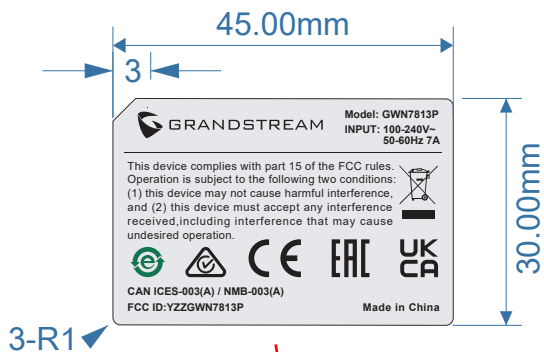 45.00mm
3
GRANDSTREAM
Model: GWN7813P
INPUT: 100-240V~
50-60Hz 7A
This device complies with part 15 of the FCC rules.
Operation is subject to the following two conditions:
(1) this device may not cause harmful interference,
and (2) this device must accept any interference
received,including interference that may cause
undesired operation.
e CE EAC UK
CA
CAN ICES-003(A) / NMB-003(A)
FCC ID:YZZGWN7813P
Made in China
30.00mm
3-R1